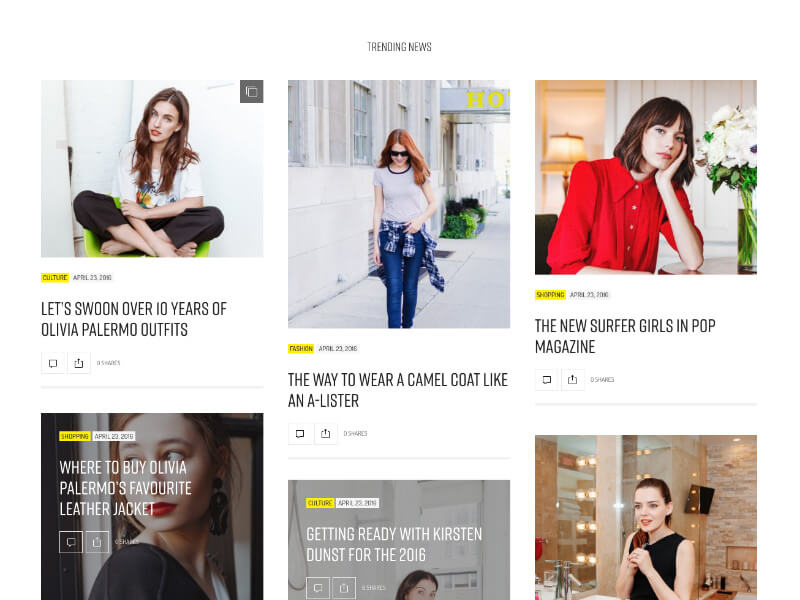 TRENDING NEWS
HOT
CULTURE APRIL 23, 2016
LET'S SWOON OVER 10 YEARS OF
OLIVIA PALERMO OUTFITS
0 SHARES
SHOPPING APRIL 23, 2016
WHERE TO BUY OLIVIA
PALERMO'S FAVOURITE
LEATHER JACKET
0 SHARES
FASHION APRIL 23, 2016
THE WAY TO WEAR A CAMEL COAT LIKE
AN A-LISTER
0 SHARES
CULTURE APRIL 23, 2016
GETTING READY WITH KIRSTEN
DUNST FOR THE 2016
6 SHARES
SHOPPING APRIL 23, 2016
THE NEW SURFER GIRLS IN POP
MAGAZINE
0 SHARES